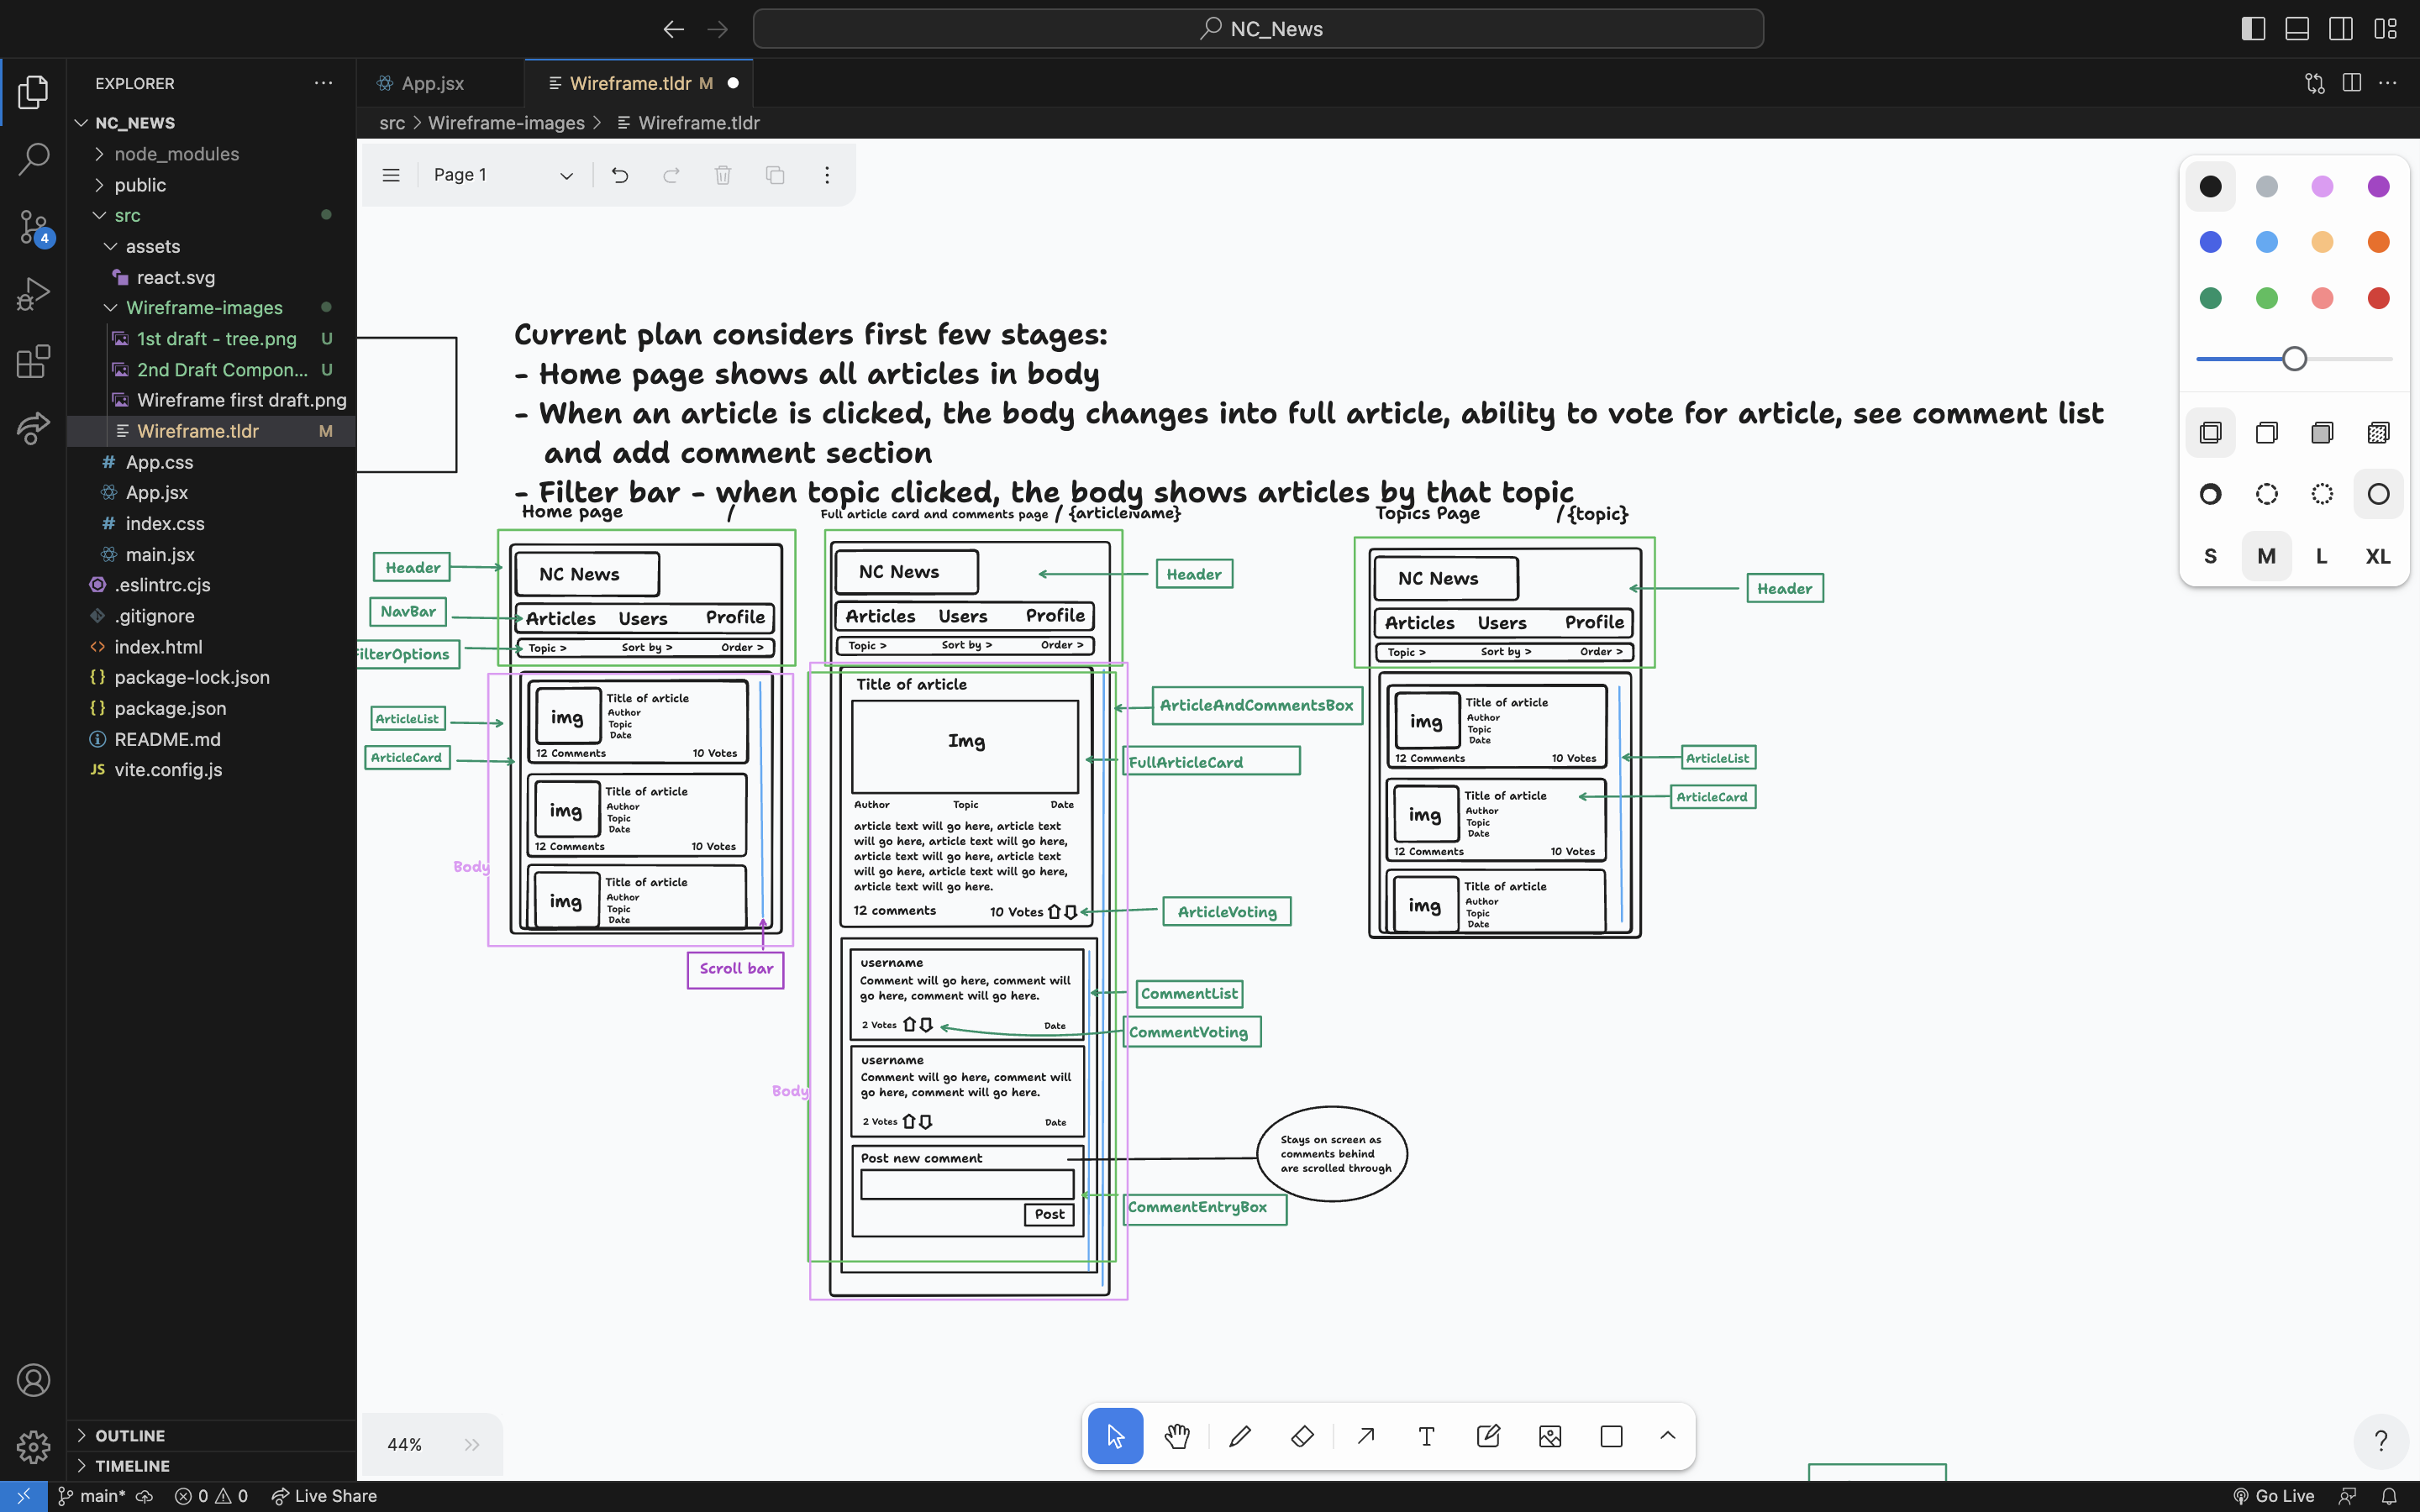 NC_News
EXPLORER
NC_NEWS
node_modules
public
src
assets
react.svg
Wireframe-images
1st draft - tree.png U
2nd Draft Compon... U
Wireframe first draft.png
Wireframe.tldr M
App.css
App.jsx
index.css
main.jsx
.eslintrc.cjs
.gitignore
index.html
package-lock.json
package.json
README.md
vite.config.js
OUTLINE
TIMELINE
4
App.jsx
Wireframe.tldr M
src > Wireframe-images > Wireframe.tldr
Page 1
Current plan considers first few stages:
- Home page shows all articles in body
- When an article is clicked, the body changes into full article, ability to vote for article, see comment list
and add comment section
- Filter bar - when topic clicked, the body shows articles by that topic
Home page /
Header
NavBar
FilterOptions
ArticleList
ArticleCard
Body
NC News
Articles Users Profile
Topic > Sort by > Order >
img
Title of article
Author
Topic
Date
12 Comments 10 Votes
img
Title of article
Author
Topic
Date
12 Comments 10 Votes
img
Title of article
Author
Topic
Date
Scroll bar
Full article card and comments page / {articlename}
NC News
Articles Users Profile
Topic > Sort by > Order >
Title of article
Img
Author Topic Date
article text will go here, article text
will go here, article text will go here,
article text will go here, article text
will go here, article text will go here,
article text will go here.
12 comments 10 Votes
username
Comment will go here, comment will
go here, comment will go here.
2 Votes Date
username
Comment will go here, comment will
go here, comment will go here.
2 Votes Date
Post new comment
Post
Body
Header
ArticleAndCommentsBox
FullArticleCard
ArticleVoting
CommentList
CommentVoting
Stays on screen as
comments behind
are scrolled through
CommentEntryBox
Topics Page /{topic}
NC News
Articles Users Profile
Topic > Sort by > Order >
img
Title of article
Author
Topic
Date
12 Comments 10 Votes
img
Title of article
Author
Topic
Date
12 Comments 10 Votes
img
Title of article
Author
Topic
Date
Header
ArticleList
ArticleCard
S M L XL
44%
?
main* 0 0 Live Share
Go Live